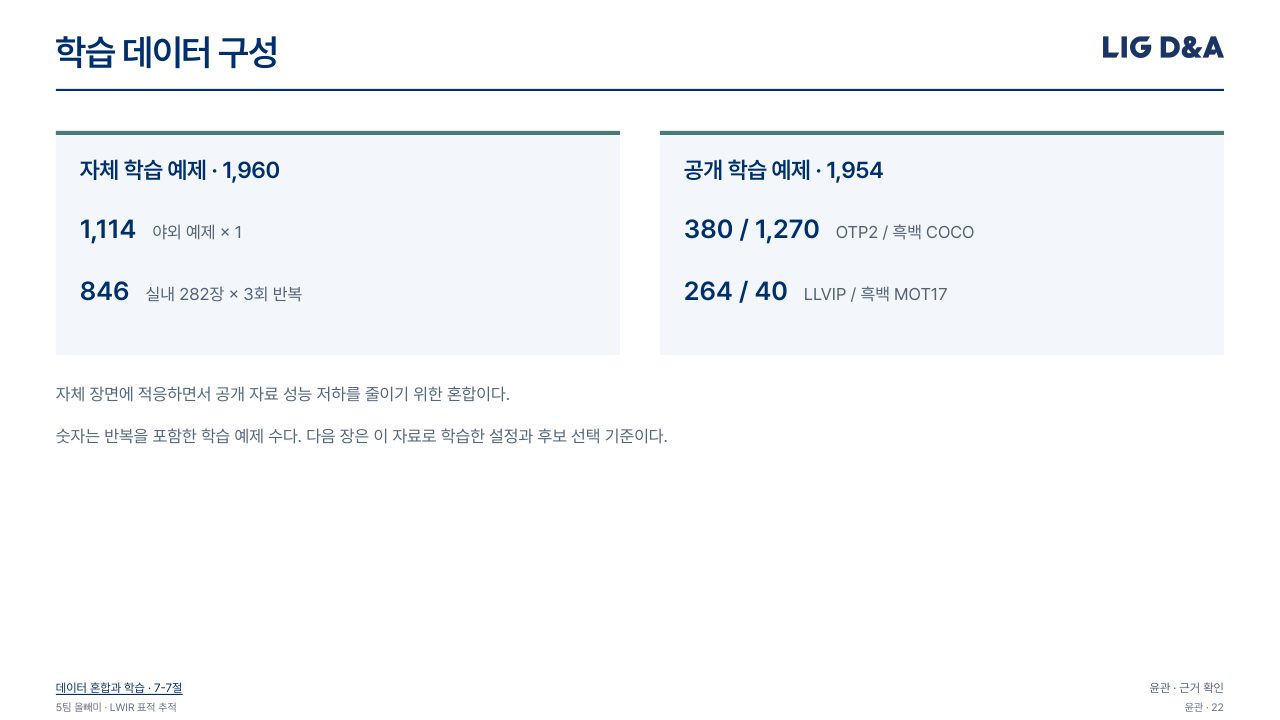 학습 데이터 구성
LIG D&A
자체 학습 예제 · 1,960
1,114 야외 예제 × 1
846 실내 282장 × 3회 반복
공개 학습 예제 · 1,954
380 / 1,270 OTP2 / 흑백 COCO
264 / 40 LLVIP / 흑백 MOT17
자체 장면에 적응하면서 공개 자료 성능 저하를 줄이기 위한 혼합이다.
숫자는 반복을 포함한 학습 예제 수다. 다음 장은 이 자료로 학습한 설정과 후보 선택 기준이다.
데이터 혼합과 학습 · 7-7절
5팀 올빼미 · LWIR 표적 추적
윤관 · 근거 확인
윤관 · 22